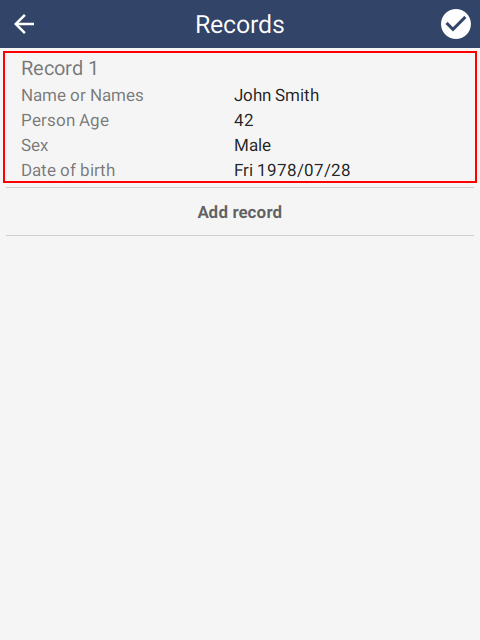 Records
Record 1
Name or Names John Smith
Person Age 42
Sex Male
Date of birth Fri 1978/07/28
Add record